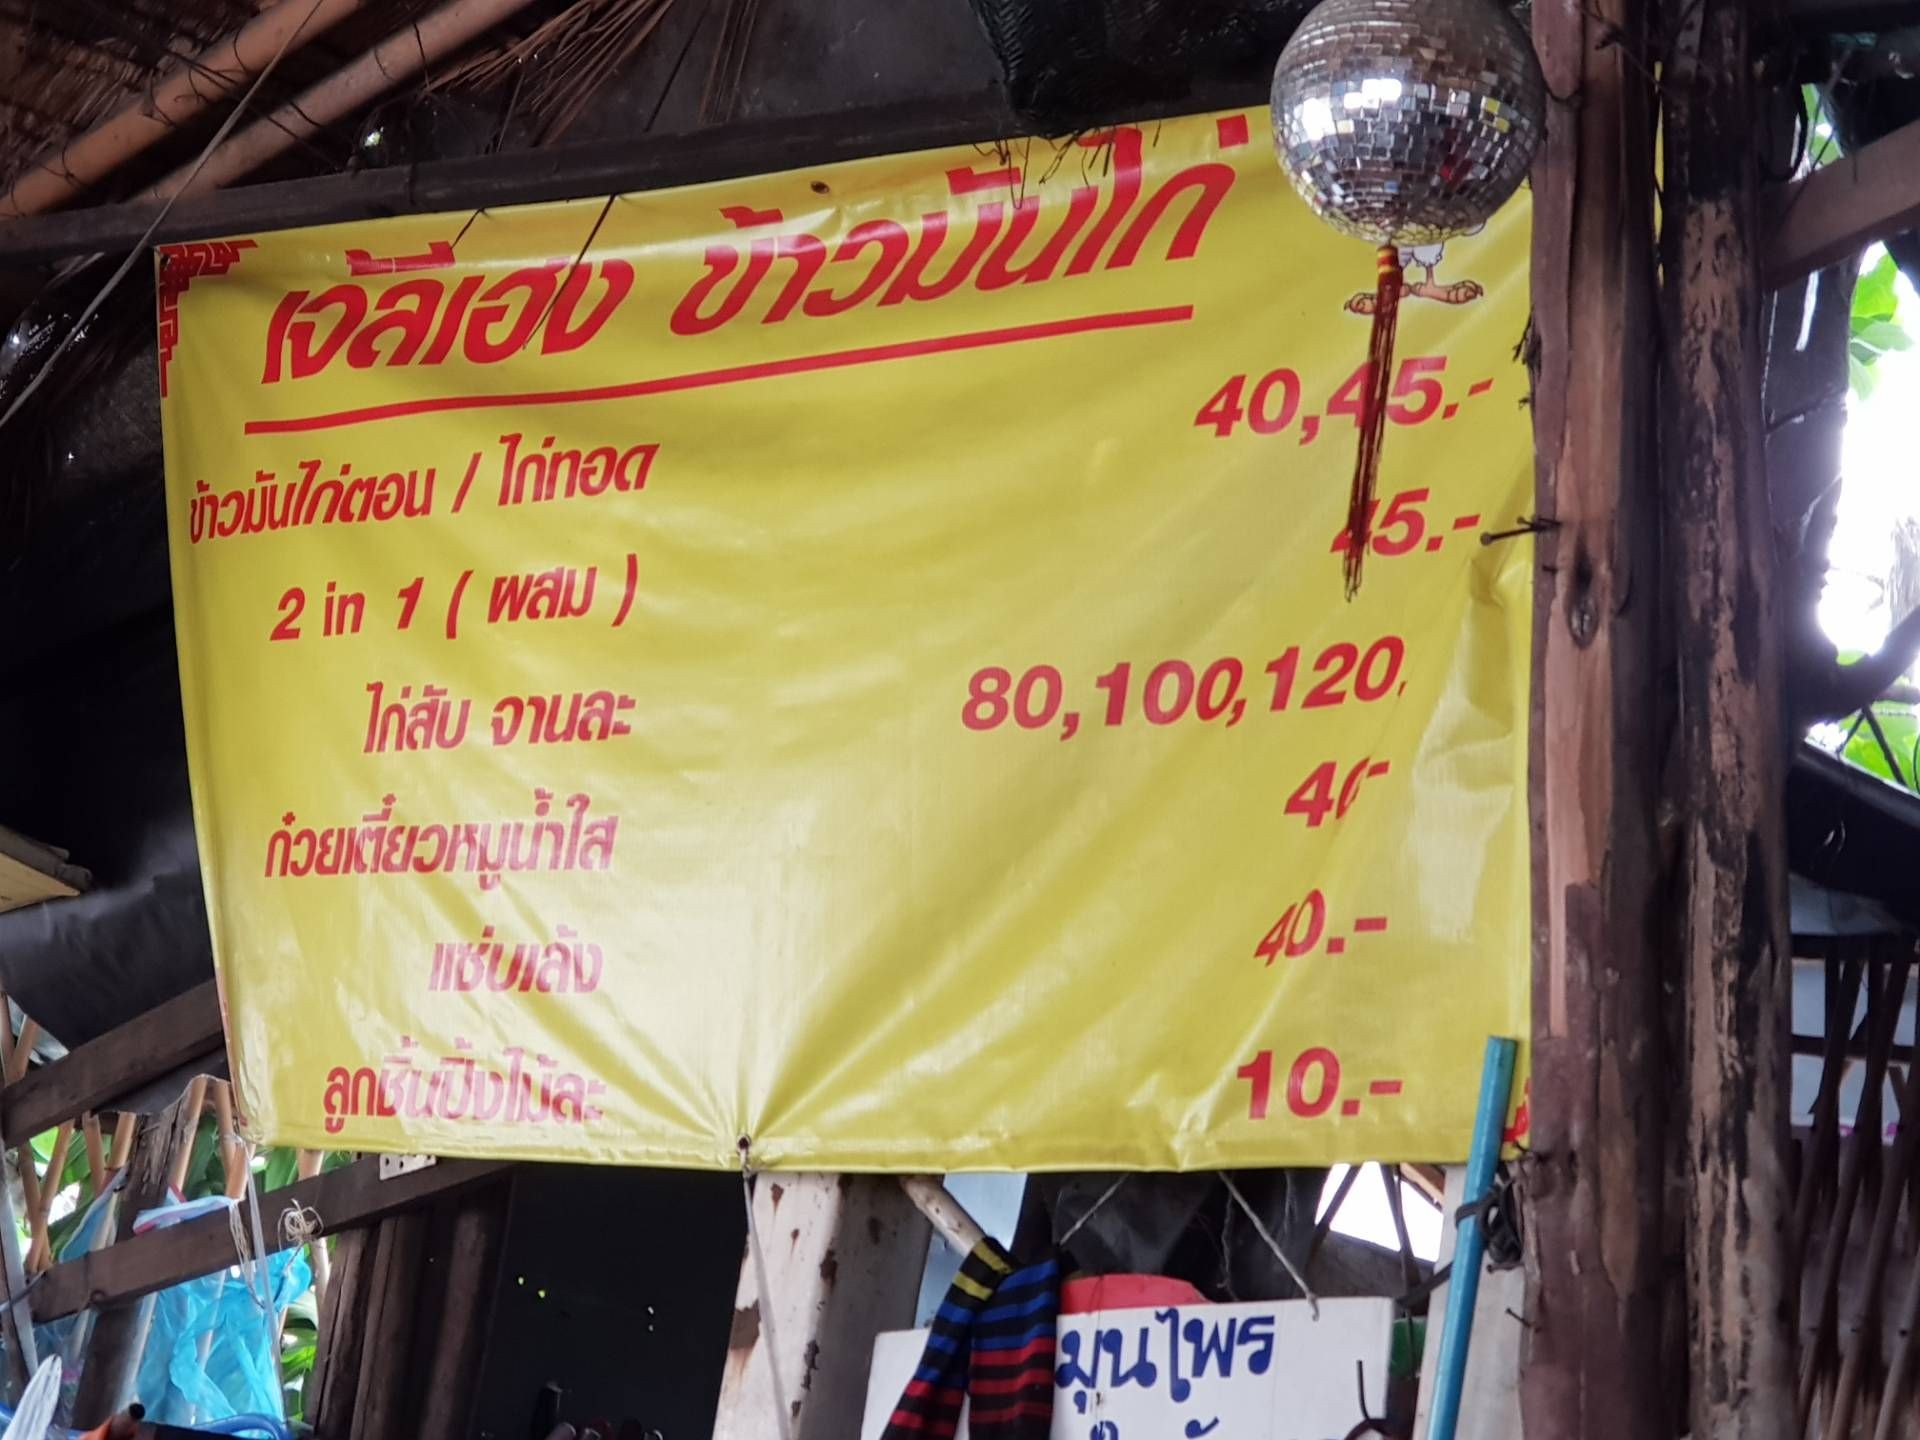 เจ้ลีเฮง ข้าวมันไก่
ข้าวมันไก่ตอน / ไก่ทอด 40,45.-
2 in 1 ( ผสม ) 45.-
ไก่สับ จานละ 80,100,120,
ก๋วยเตี๋ยวหมูน้ำใส 40-
แซ่บเล้ง 40.-
ลูกชิ้นปิ้งไม้ละ 10.-
มุนไพร